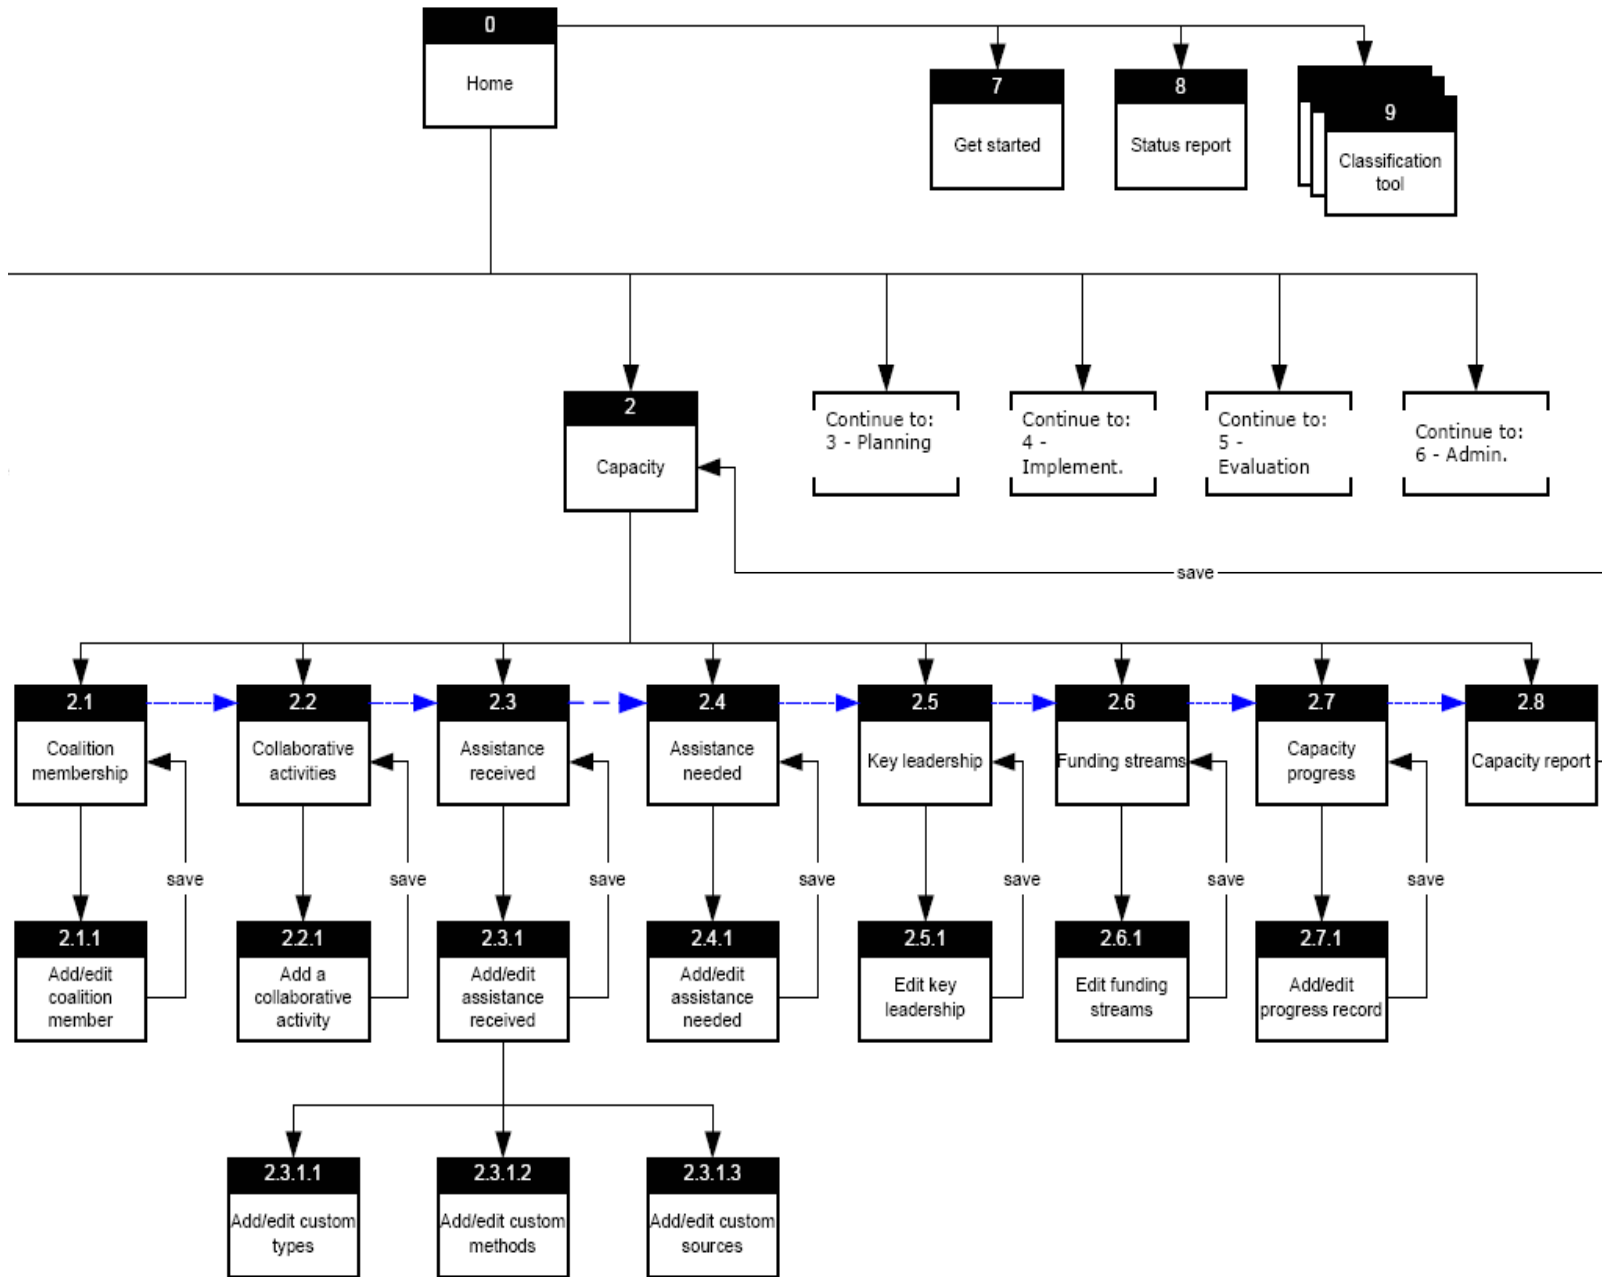 0
Home
7
Get started
8
Status report
9
Classification
tool
2
Capacity
Continue to:
3 - Planning
Continue to:
4 -
Implement.
Continue to:
5 -
Evaluation
Continue to:
6 - Admin.
save
2.1
Coalition
membership
2.2
Collaborative
activities
2.3
Assistance
received
2.4
Assistance
needed
2.5
Key leadership
2.6
Funding streams
2.7
Capacity
progress
2.8
Capacity report
save
save
save
save
save
save
save
2.1.1
Add/edit
coalition
member
2.2.1
Add a
collaborative
activity
2.3.1
Add/edit
assistance
received
2.4.1
Add/edit
assistance
needed
2.5.1
Edit key
leadership
2.6.1
Edit funding
streams
2.7.1
Add/edit
progress record
2.3.1.1
Add/edit custom
types
2.3.1.2
Add/edit custom
methods
2.3.1.3
Add/edit custom
sources